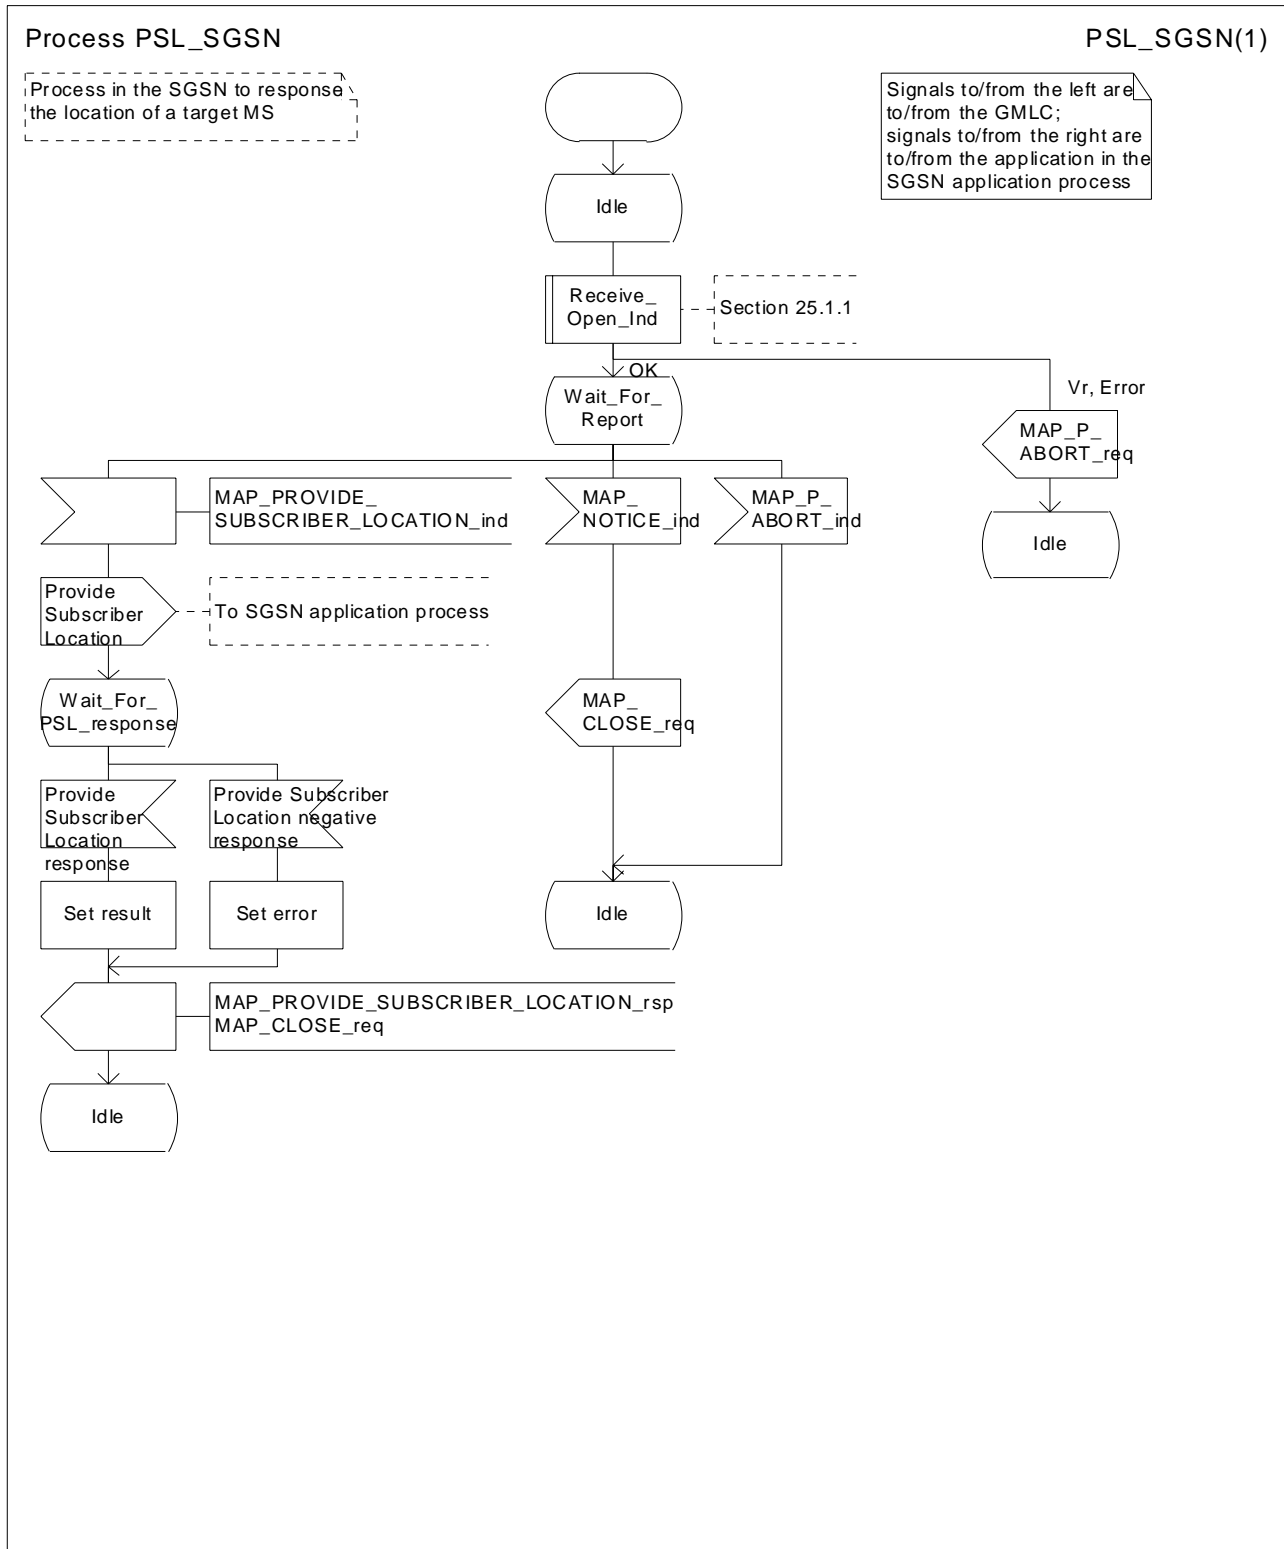 Process PSL_SGSN
PSL_SGSN(1)
Process in the SGSN to response
the location of a target MS
Signals to/from the left are
to/from the GMLC;
signals to/from the right are
to/from the application in the
SGSN application process
Idle
Receive_
Open_Ind
Section 25.1.1
OK
Vr, Error
Wait_For_
Report
MAP_P_
ABORT_req
Idle
MAP_PROVIDE_
SUBSCRIBER_LOCATION_ind
MAP_
NOTICE_ind
MAP_P_
ABORT_ind
Provide
Subscriber
Location
To SGSN application process
Wait_For_
PSL_response
MAP_
CLOSE_req
Provide
Subscriber
Location
response
Provide Subscriber
Location negative
response
Set result
Set error
Idle
MAP_PROVIDE_SUBSCRIBER_LOCATION_rsp
MAP_CLOSE_req
Idle